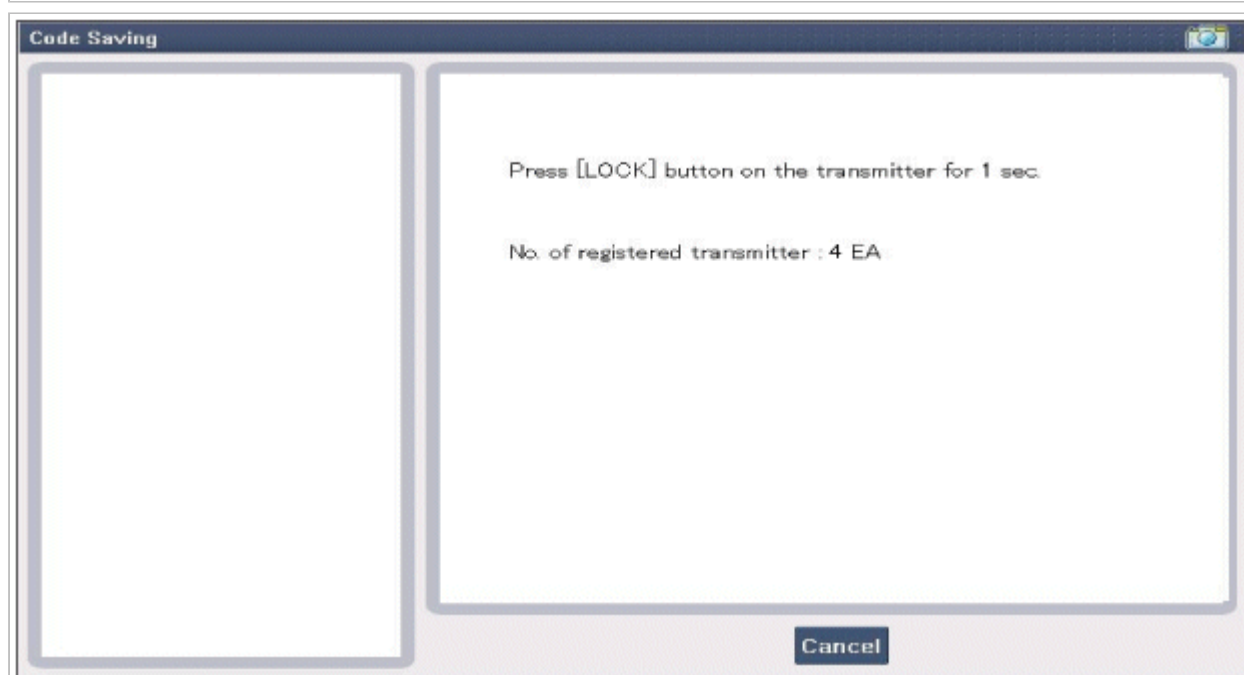 Code Saving
Press [LOCK] button on the transmitter for 1 sec.
No. of registered transmitter : 4 EA
Cancel